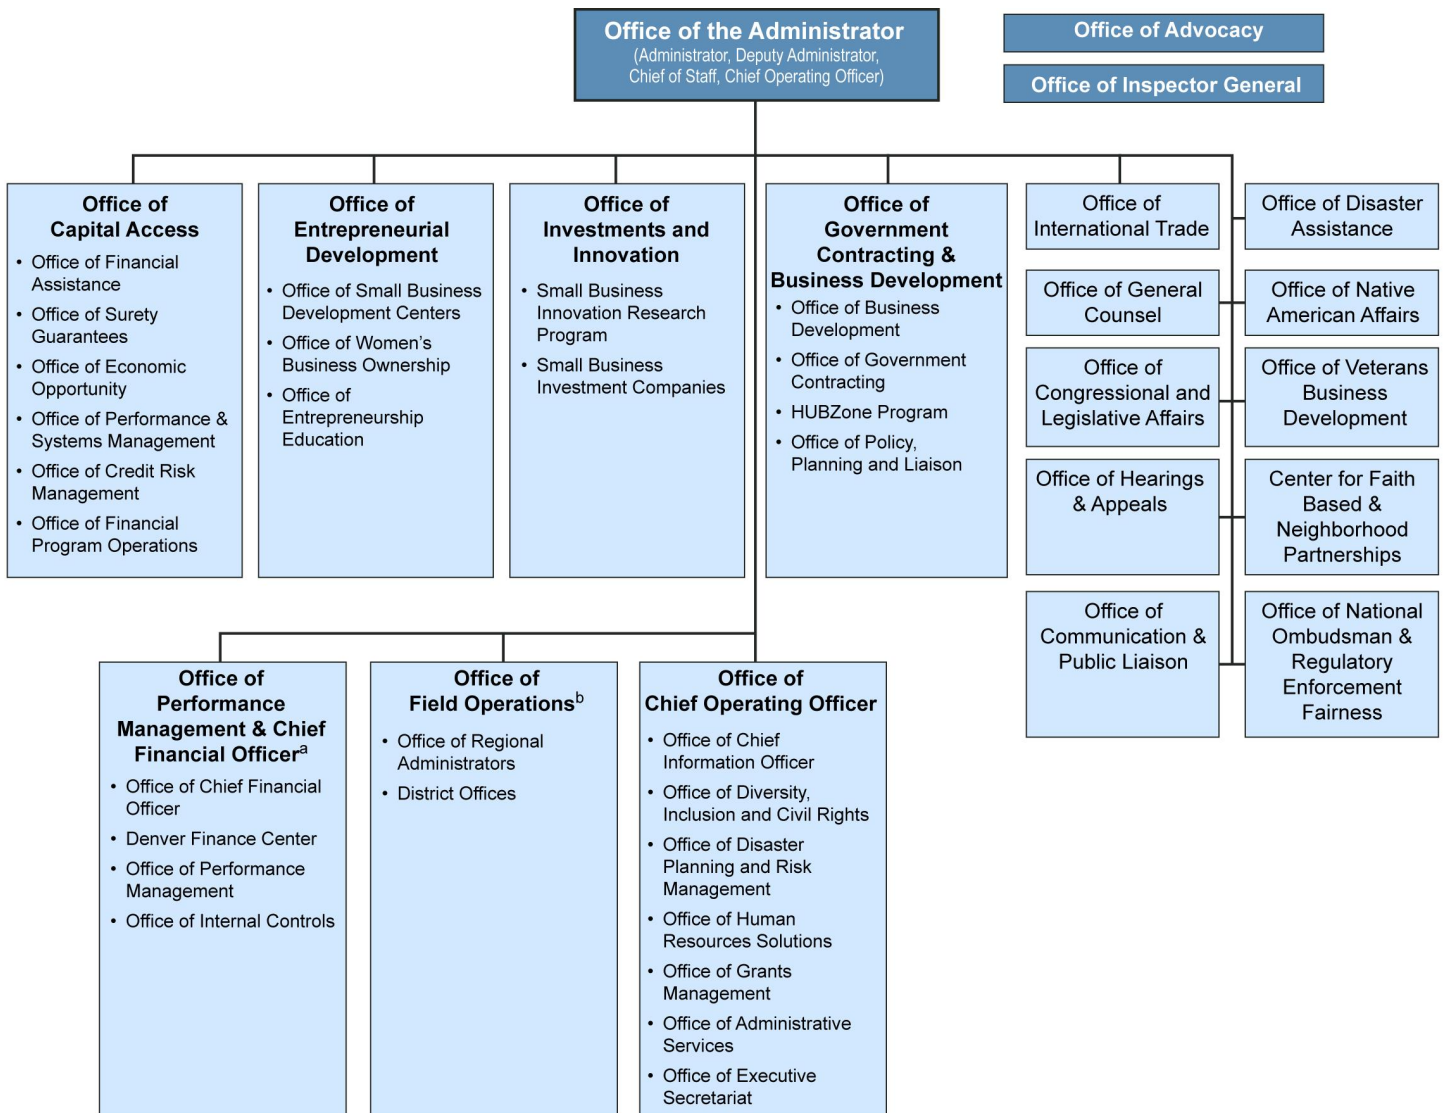 Office of the Administrator
(Administrator, Deputy Administrator,
Chief of Staff, Chief Operating Officer)
Office of Advocacy
Office of Inspector General
Office of
Capital Access
• Office of Financial
Assistance
• Office of Surety
Guarantees
• Office of Economic
Opportunity
• Office of Performance &
Systems Management
• Office of Credit Risk
Management
• Office of Financial
Program Operations
Office of
Entrepreneurial
Development
• Office of Small Business
Development Centers
• Office of Women’s
Business Ownership
• Office of
Entrepreneurship
Education
Office of
Investments and
Innovation
• Small Business
Innovation Research
Program
• Small Business
Investment Companies
Office of
Government
Contracting &
Business Development
• Office of Business
Development
• Office of Government
Contracting
• HUBZone Program
• Office of Policy,
Planning and Liaison
Office of
International Trade
Office of Disaster
Assistance
Office of General
Counsel
Office of Native
American Affairs
Office of
Congressional and
Legislative Affairs
Office of Veterans
Business
Development
Office of Hearings
& Appeals
Center for Faith
Based &
Neighborhood
Partnerships
Office of
Communication &
Public Liaison
Office of National
Ombudsman &
Regulatory
Enforcement
Fairness
Office of
Performance
Management & Chief
Financial Officerᵃ
• Office of Chief Financial
Officer
• Denver Finance Center
• Office of Performance
Management
• Office of Internal Controls
Office of
Field Operationsᵇ
• Office of Regional
Administrators
• District Offices
Office of
Chief Operating Officer
• Office of Chief
Information Officer
• Office of Diversity,
Inclusion and Civil Rights
• Office of Disaster
Planning and Risk
Management
• Office of Human
Resources Solutions
• Office of Grants
Management
• Office of Administrative
Services
• Office of Executive
Secretariat